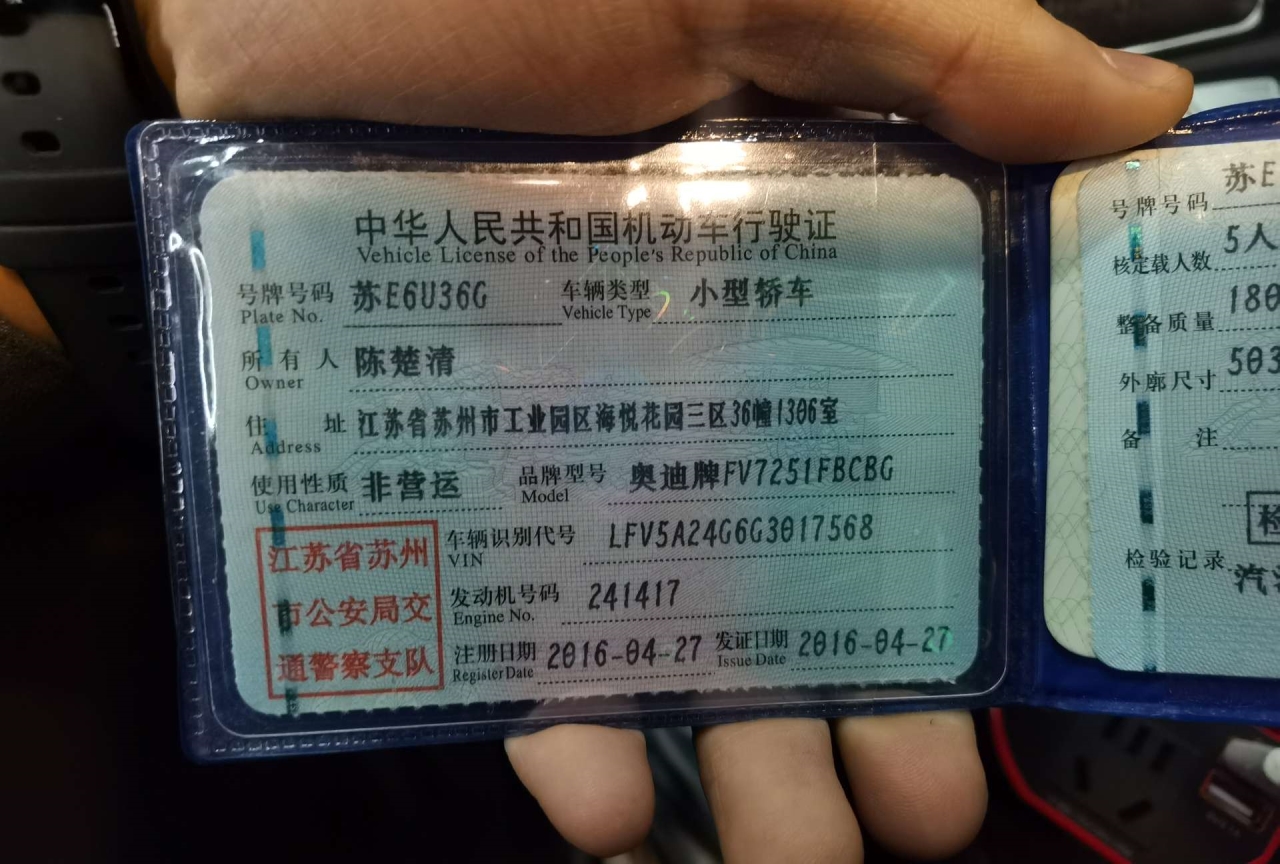 中华人民共和国机动车行驶证
Vehicle License of the People's Republic of China
号牌号码 苏E6U36G 车辆类型 小型轿车
Plate No. Vehicle Type
所有人 陈楚清
Owner
住址 江苏省苏州市工业园区海悦花园三区36幢1306室
Address
使用性质 非营运 品牌型号 奥迪牌FV7251FBCBG
Use Character Model
江苏省苏州
市公安局交
通警察支队
车辆识别代号 LFV5A24G6G3017568
VIN
发动机号码 241417
Engine No.
注册日期 2016-04-27 发证日期 2016-04-27
Register Date Issue Date
号牌号码 苏E
核定载人数 5人
整备质量 180
外廓尺寸 503
备注
检验记录